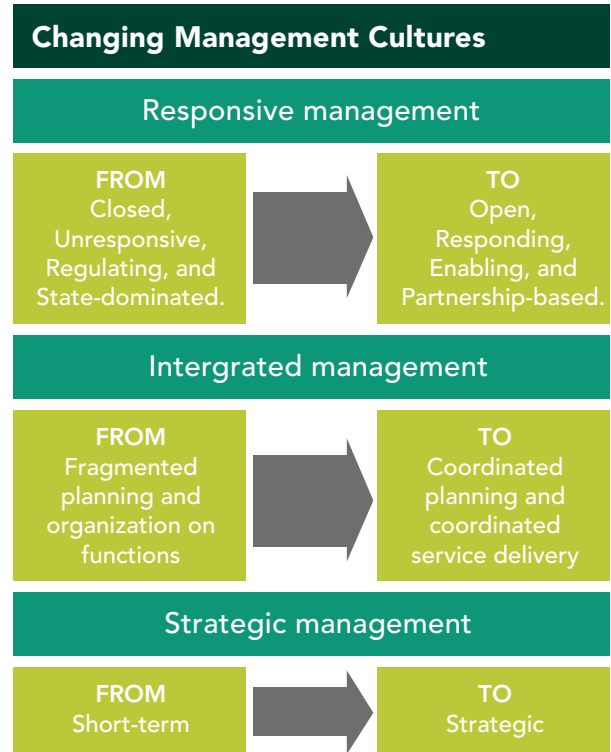 Changing Management Cultures
Responsive management
FROM
Closed,
Unresponsive,
Regulating, and
State-dominated.
TO
Open,
Responding,
Enabling, and
Partnership-based.
Intergrated management
FROM
Fragmented
planning and
organization on
functions
TO
Coordinated
planning and
coordinated
service delivery
Strategic management
FROM
Short-term
TO
Strategic